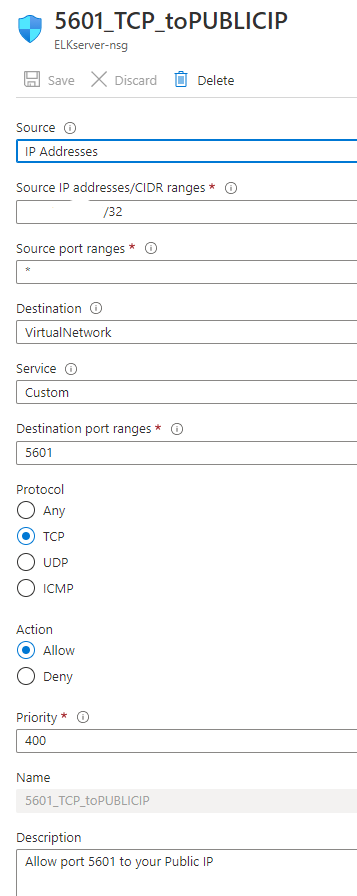 5601_TCP_toPUBLICIP
ELKserver-nsg
Save Discard Delete
Source
IP Addresses
Source IP addresses/CIDR ranges *
/32
Source port ranges *
*
Destination
VirtualNetwork
Service
Custom
Destination port ranges *
5601
Protocol
Any
TCP
UDP
ICMP
Action
Allow
Deny
Priority *
400
Name
5601_TCP_toPUBLICIP
Description
Allow port 5601 to your Public IP